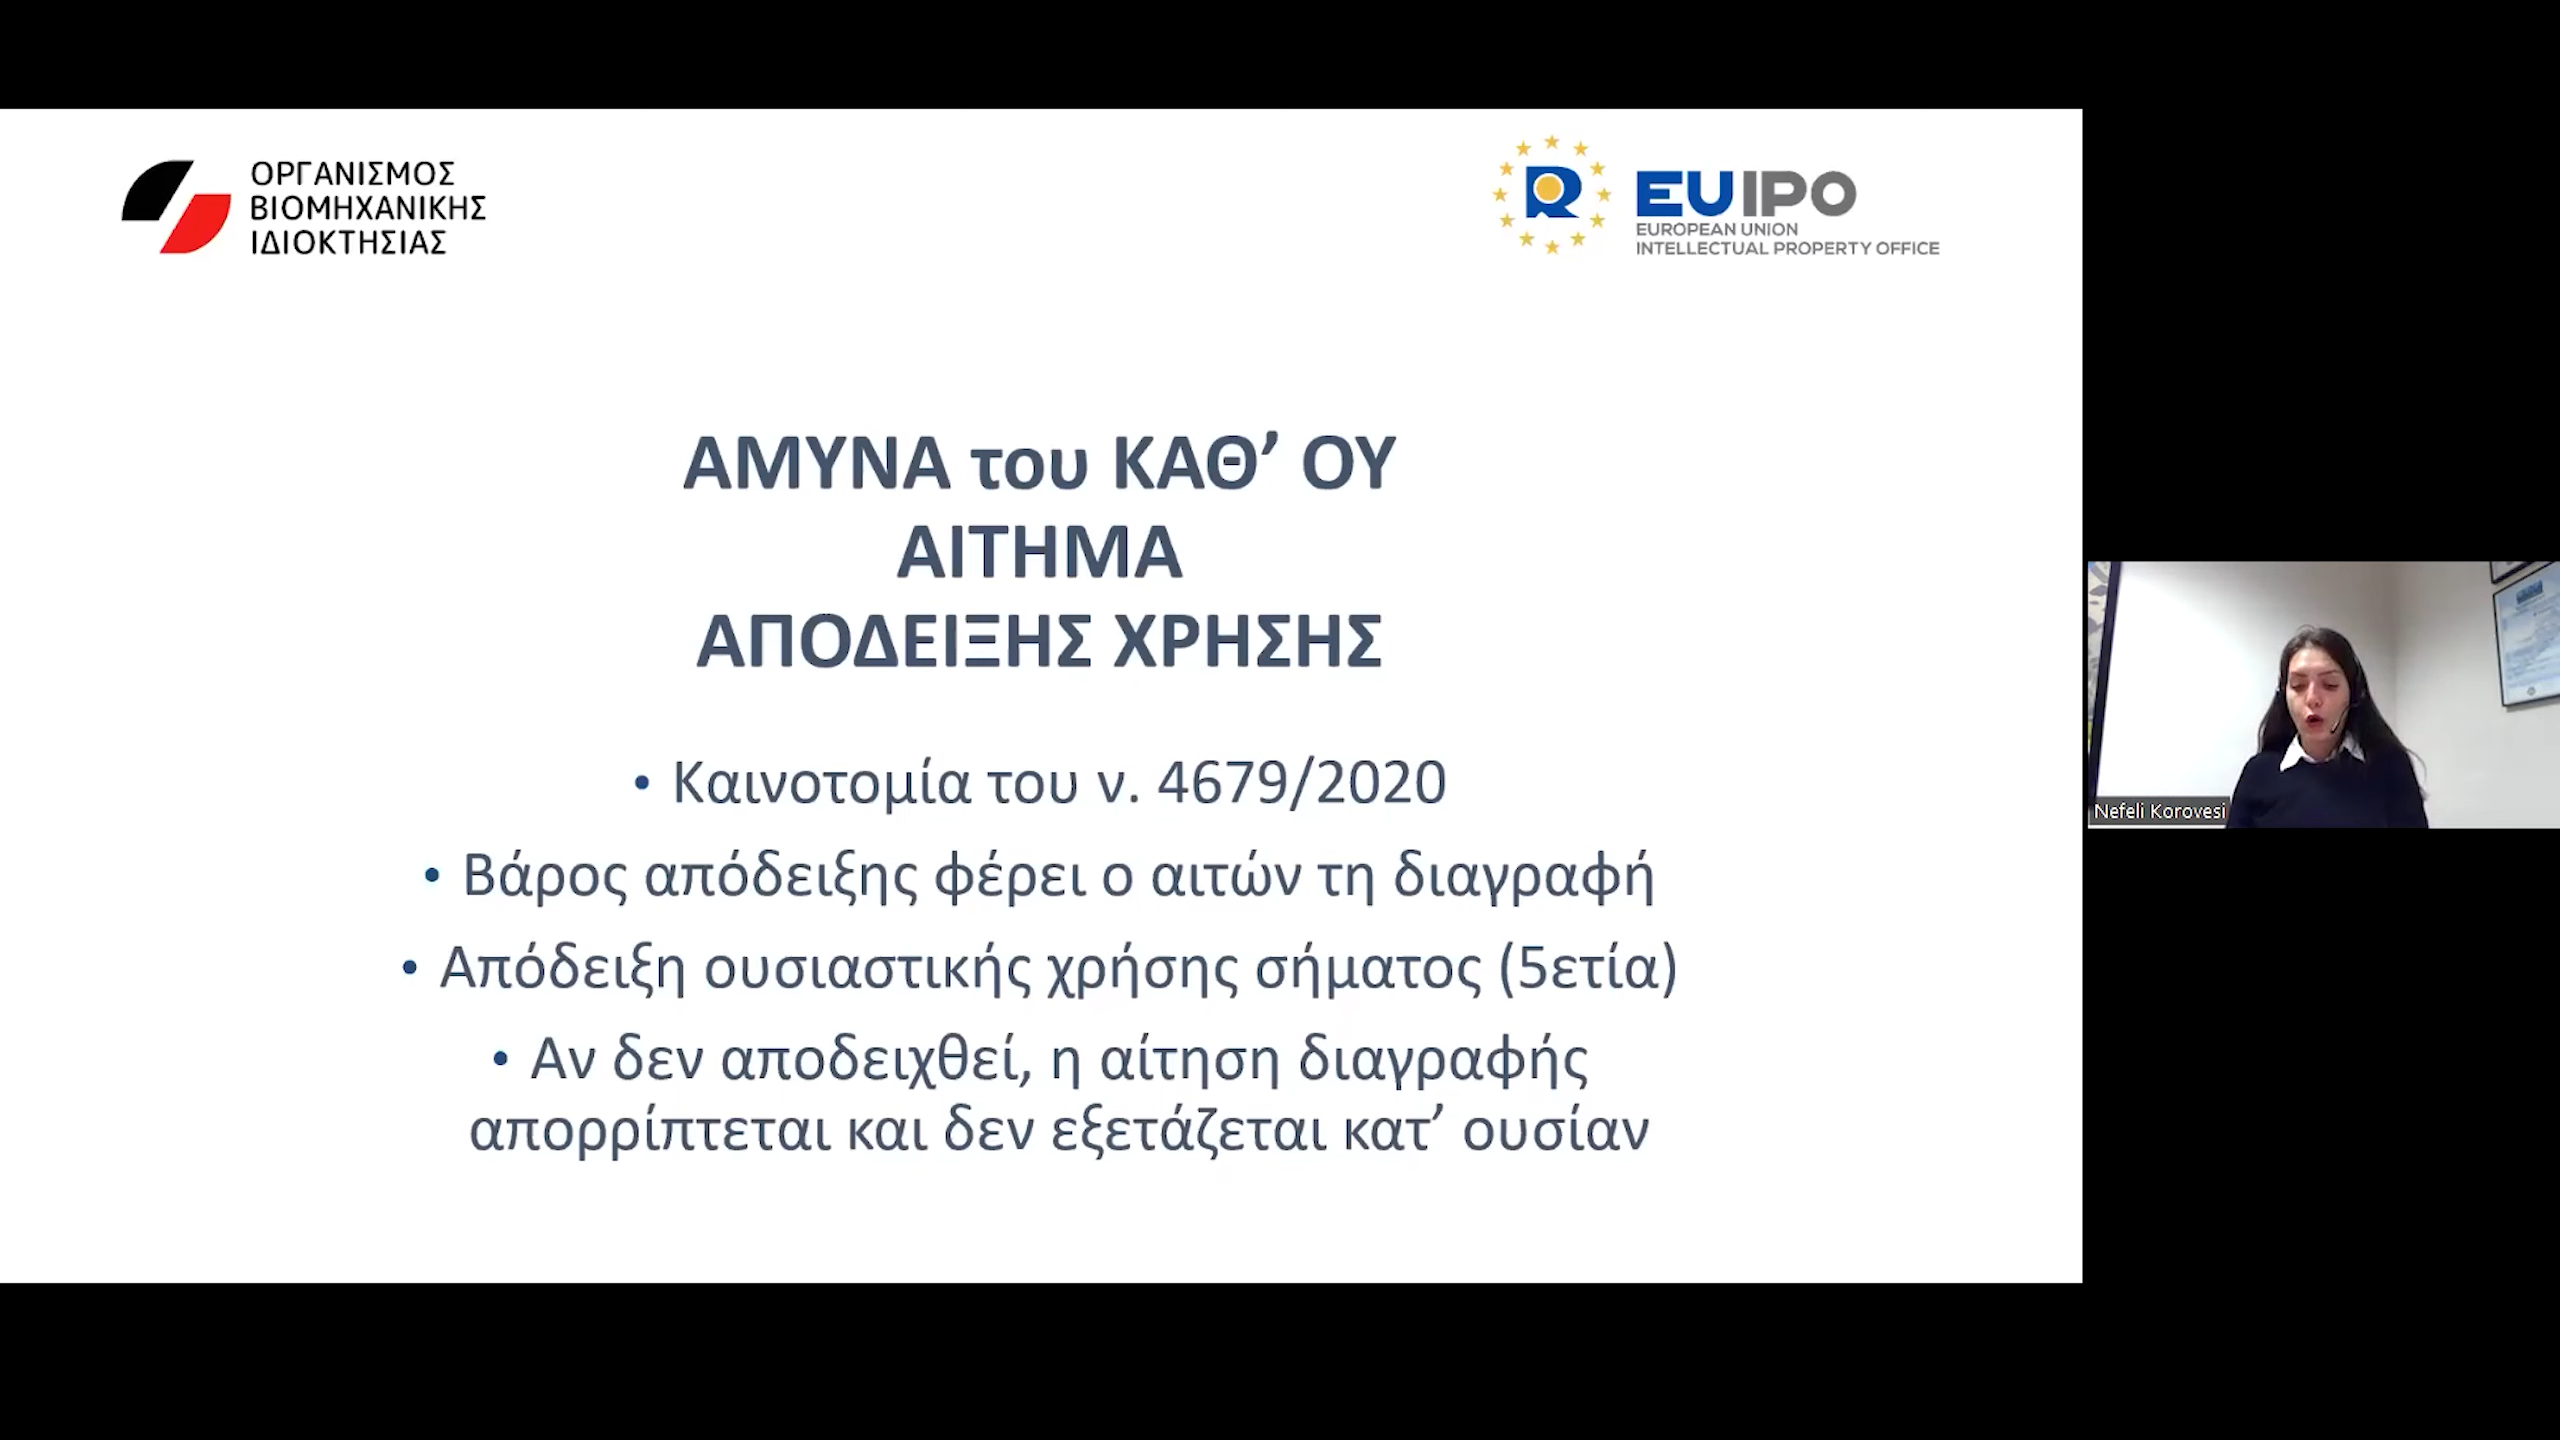 ΟΡΓΑΝΙΣΜΟΣ
ΒΙΟΜΗΧΑΝΙΚΗΣ
ΙΔΙΟΚΤΗΣΙΑΣ
EUIPO
EUROPEAN UNION
INTELLECTUAL PROPERTY OFFICE
ΑΜΥΝΑ του ΚΑΘ’ ΟΥ
ΑΙΤΗΜΑ
ΑΠΟΔΕΙΞΗΣ ΧΡΗΣΗΣ
• Καινοτομία του ν. 4679/2020
• Βάρος απόδειξης φέρει ο αιτών τη διαγραφή
• Απόδειξη ουσιαστικής χρήσης σήματος (5ετία)
• Αν δεν αποδειχθεί, η αίτηση διαγραφής
απορρίπτεται και δεν εξετάζεται κατ’ ουσίαν
Nefeli Korovesi